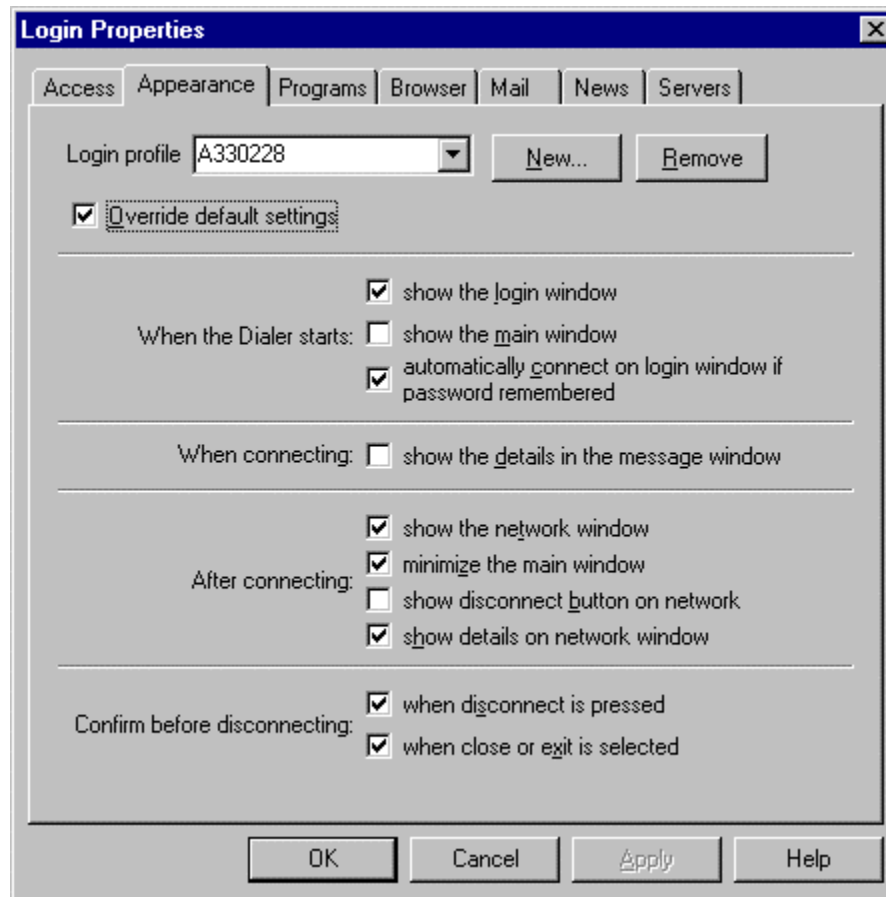 Login Properties
Access Appearance Programs Browser Mail News Servers
Login profile A330228 New... Remove
Override default settings
show the login window
When the Dialer starts: show the main window
automatically connect on login window if
password remembered
When connecting: show the details in the message window
show the network window
minimize the main window
After connecting:
show disconnect button on network
show details on network window
when disconnect is pressed
Confirm before disconnecting:
when close or exit is selected
OK Cancel Apply Help